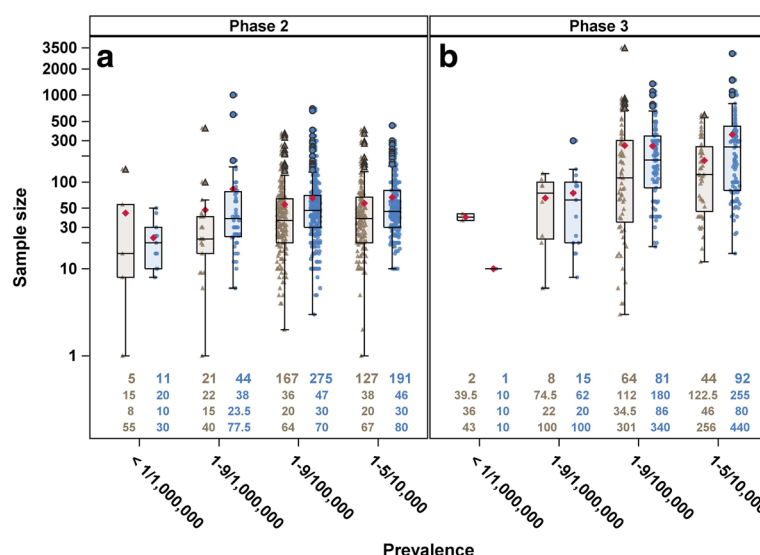 Phase 2 Phase 3
a b
Sample size
3500
2000
1000
500
300
100
50
30
10
1
5 11 21 44 167 275 127 191 2 1 8 15 64 81 44 92
15 20 22 38 36 47 38 46 39.5 10 74.5 62 112 180 122.5 255
8 10 15 23.5 20 30 20 30 36 10 22 20 34.5 86 46 80
55 30 40 77.5 64 70 67 80 43 10 100 100 301 340 256 440
< 1/1,000,000 1-9/1,000,000 1-9/100,000 1-5/10,000 < 1/1,000,000 1-9/1,000,000 1-9/100,000 1-5/10,000
Prevalence